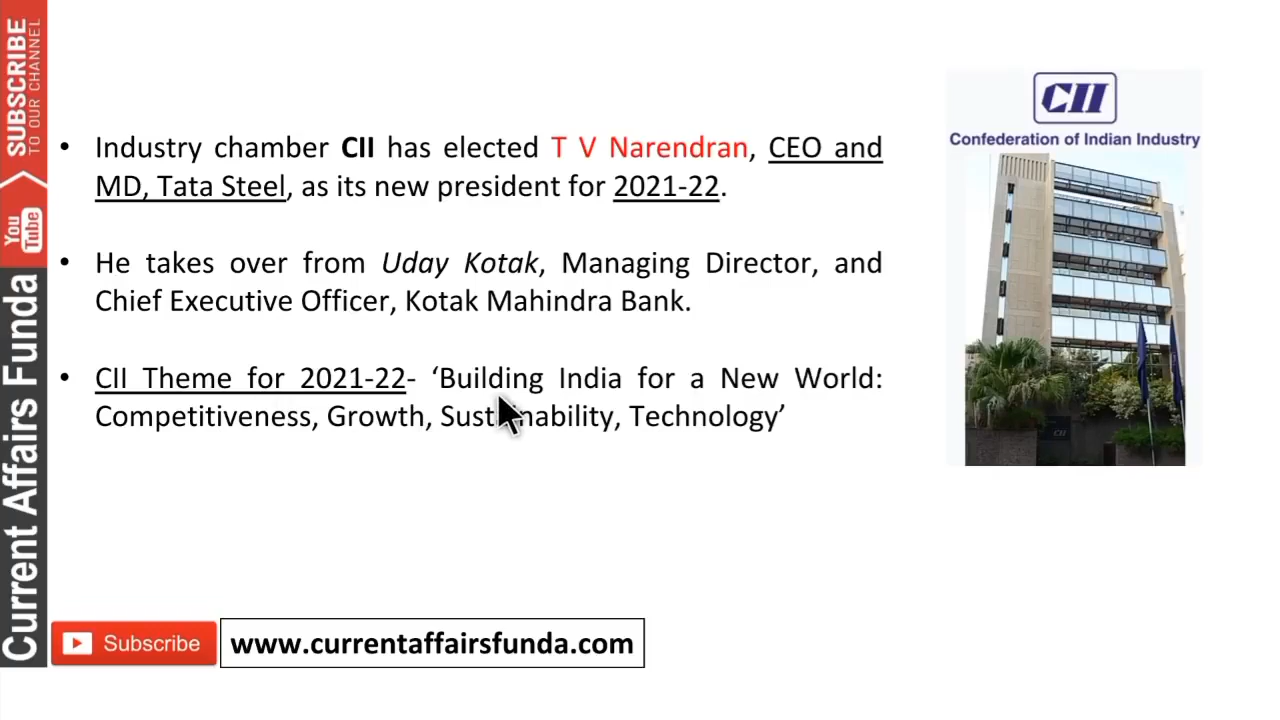 SUBSCRIBE
TO OUR CHANNEL
You Tube
Current Affairs Funda
CII
Confederation of Indian Industry
• Industry chamber CII has elected T V Narendran, CEO and
MD, Tata Steel, as its new president for 2021-22.
• He takes over from Uday Kotak, Managing Director, and
Chief Executive Officer, Kotak Mahindra Bank.
• CII Theme for 2021-22- ‘Building India for a New World:
Competitiveness, Growth, Sustainability, Technology’
Subscribe
www.currentaffairsfunda.com